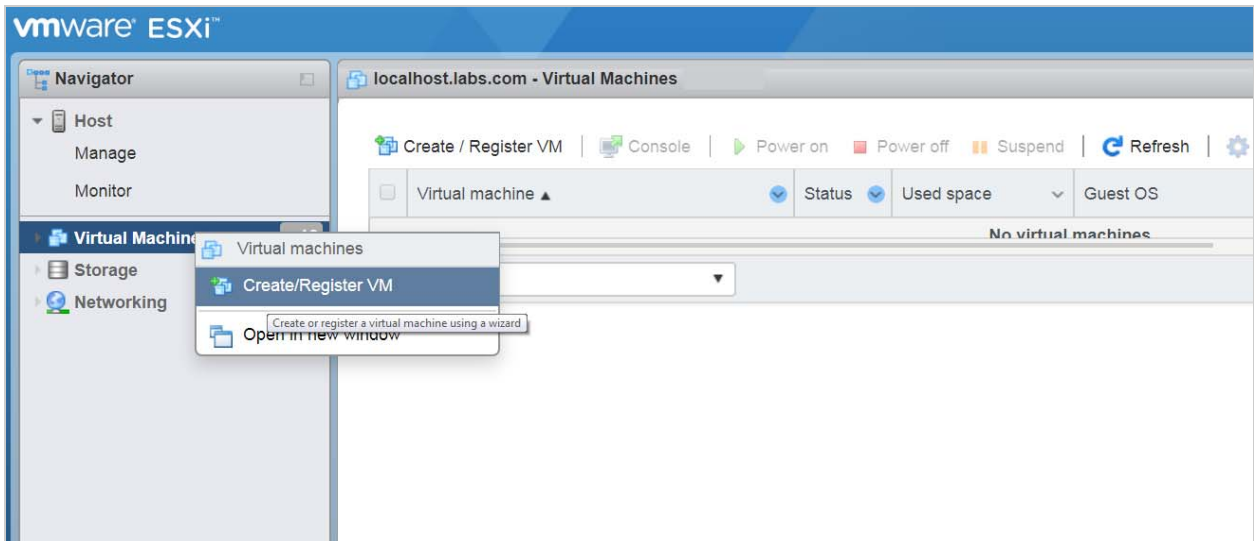 vmware ESXi™
Navigator
localhost.labs.com - Virtual Machines
Host
Manage
Monitor
Virtual Machine
Storage
Networking
Create / Register VM | Console | Power on Power off Suspend | Refresh |
Virtual machine ▲ Status Used space Guest OS
No virtual machines
Virtual machines
Create/Register VM
Create or register a virtual machine using a wizard
Open in new window